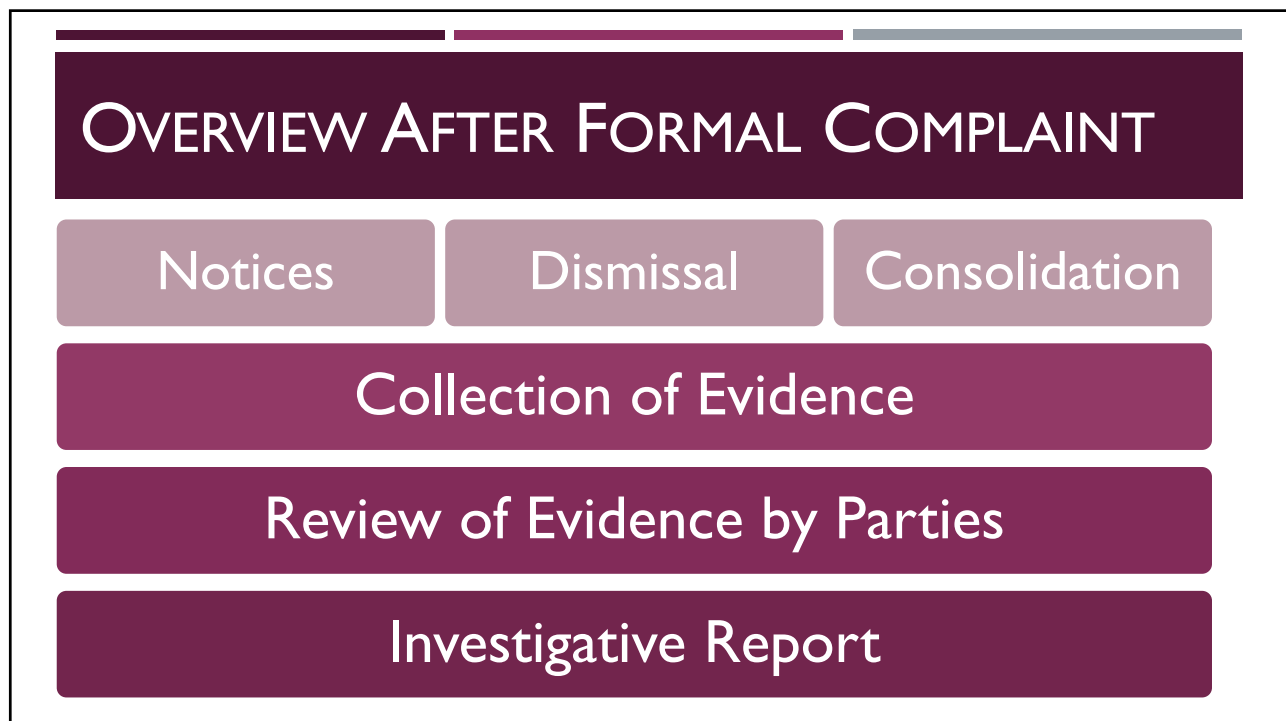 OVERVIEW AFTER FORMAL COMPLAINT
Notices Dismissal Consolidation
Collection of Evidence
Review of Evidence by Parties
Investigative Report